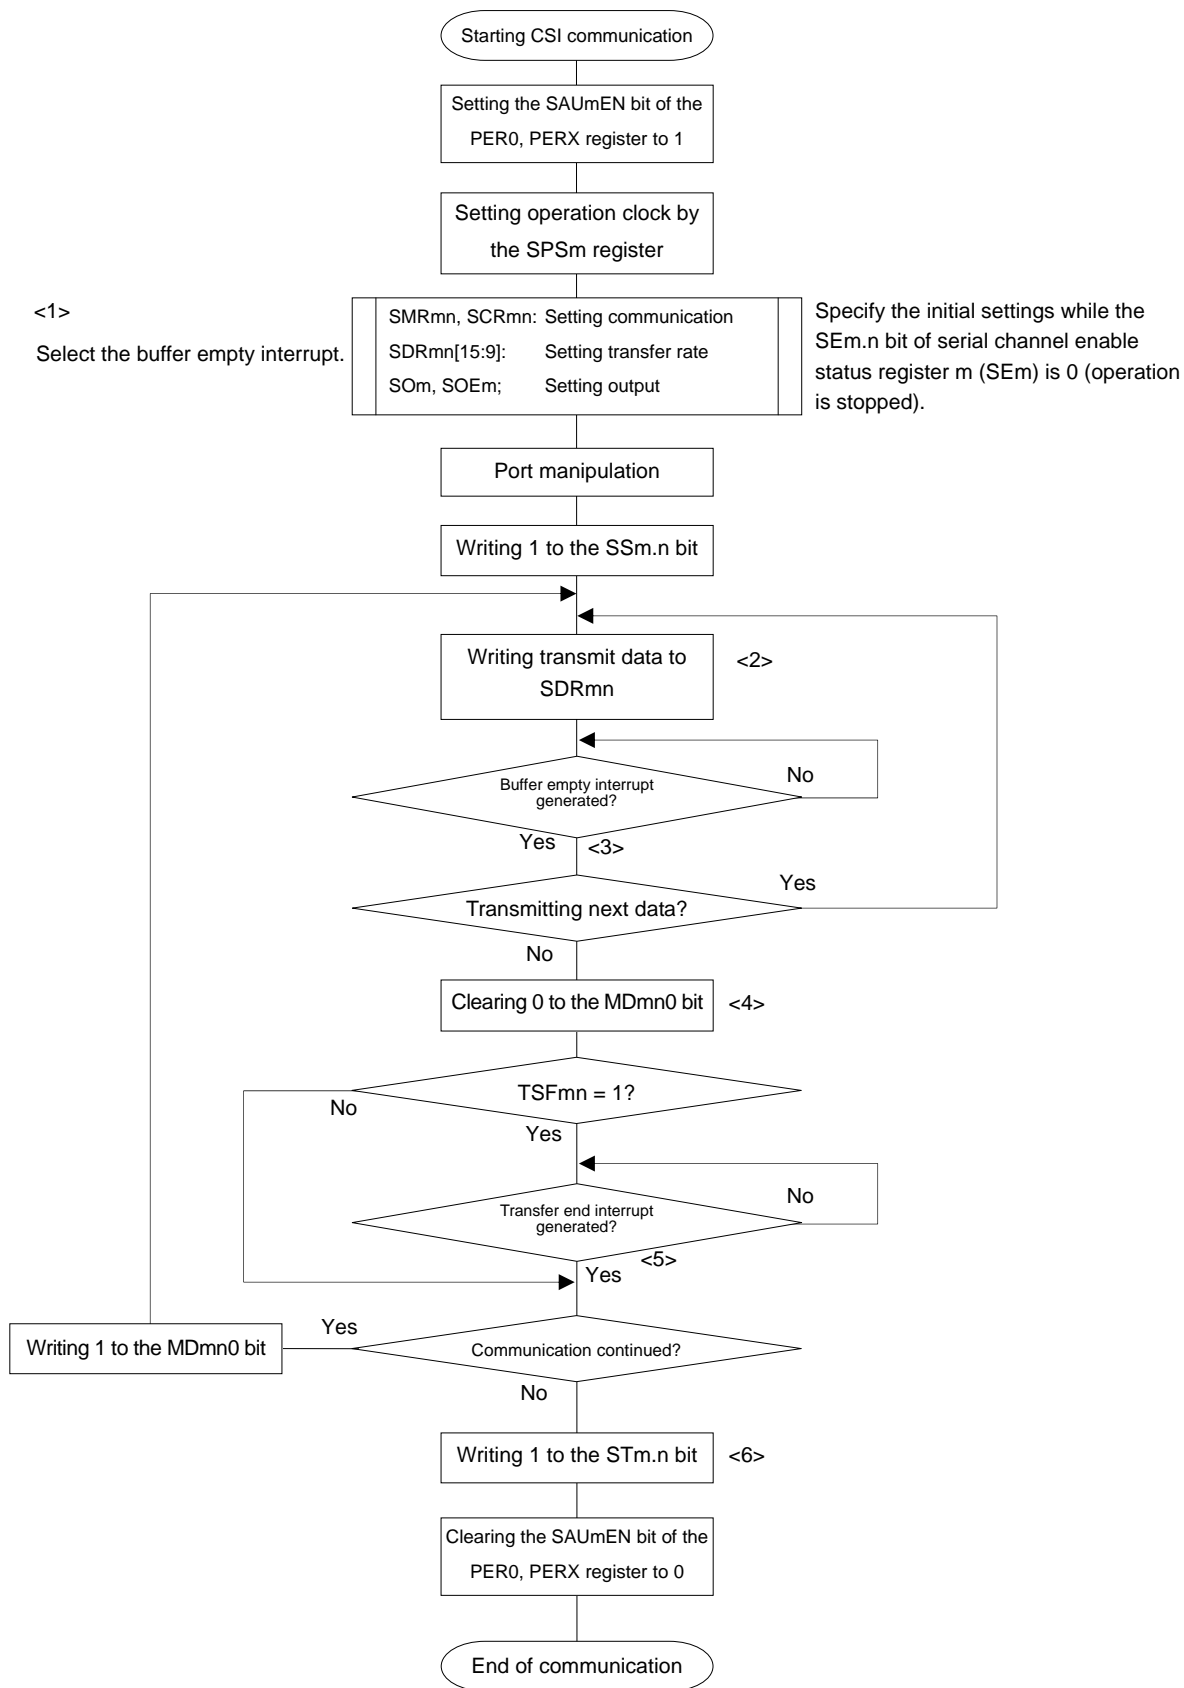 Starting CSI communication
Setting the SAUmEN bit of the
PER0, PERX register to 1
Setting operation clock by
the SPSm register
<1>
Select the buffer empty interrupt.
SMRmn, SCRmn: Setting communication
SDRmn[15:9]: Setting transfer rate
SOm, SOEm; Setting output
Specify the initial settings while the
SEm.n bit of serial channel enable
status register m (SEm) is 0 (operation
is stopped).
Port manipulation
Writing 1 to the SSm.n bit
Writing transmit data to
SDRmn
<2>
Buffer empty interrupt
generated?
No
Yes
<3>
Transmitting next data?
Yes
No
Clearing 0 to the MDmn0 bit
<4>
TSFmn = 1?
No
Yes
Transfer end interrupt
generated?
No
<5>
Yes
Communication continued?
Yes
Writing 1 to the MDmn0 bit
No
Writing 1 to the STm.n bit
<6>
Clearing the SAUmEN bit of the
PER0, PERX register to 0
End of communication